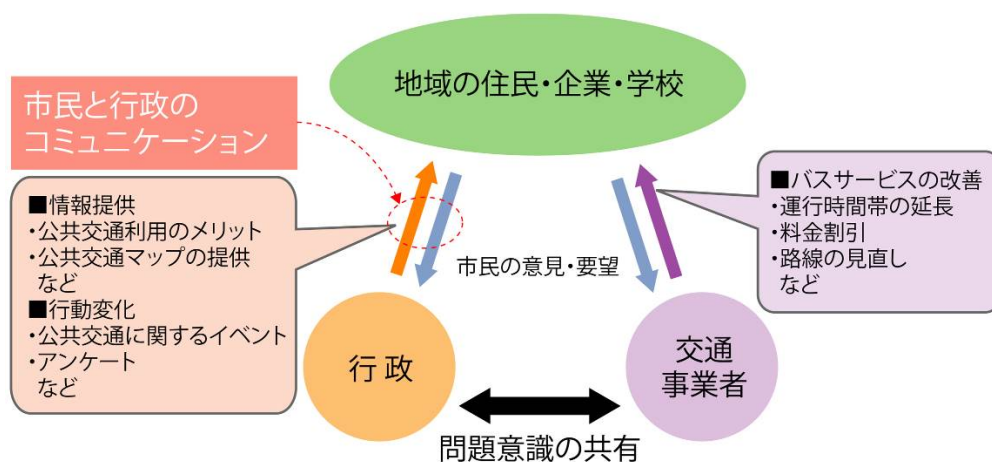 地域の住民・企業・学校
市民と行政の
コミュニケーション
■情報提供
・公共交通利用のメリット
・公共交通マップの提供
など
■行動変化
・公共交通に関するイベント
・アンケート
など
市民の意見・要望
■バスサービスの改善
・運行時間帯の延長
・料金割引
・路線の見直し
など
行政
交通
事業者
問題意識の共有